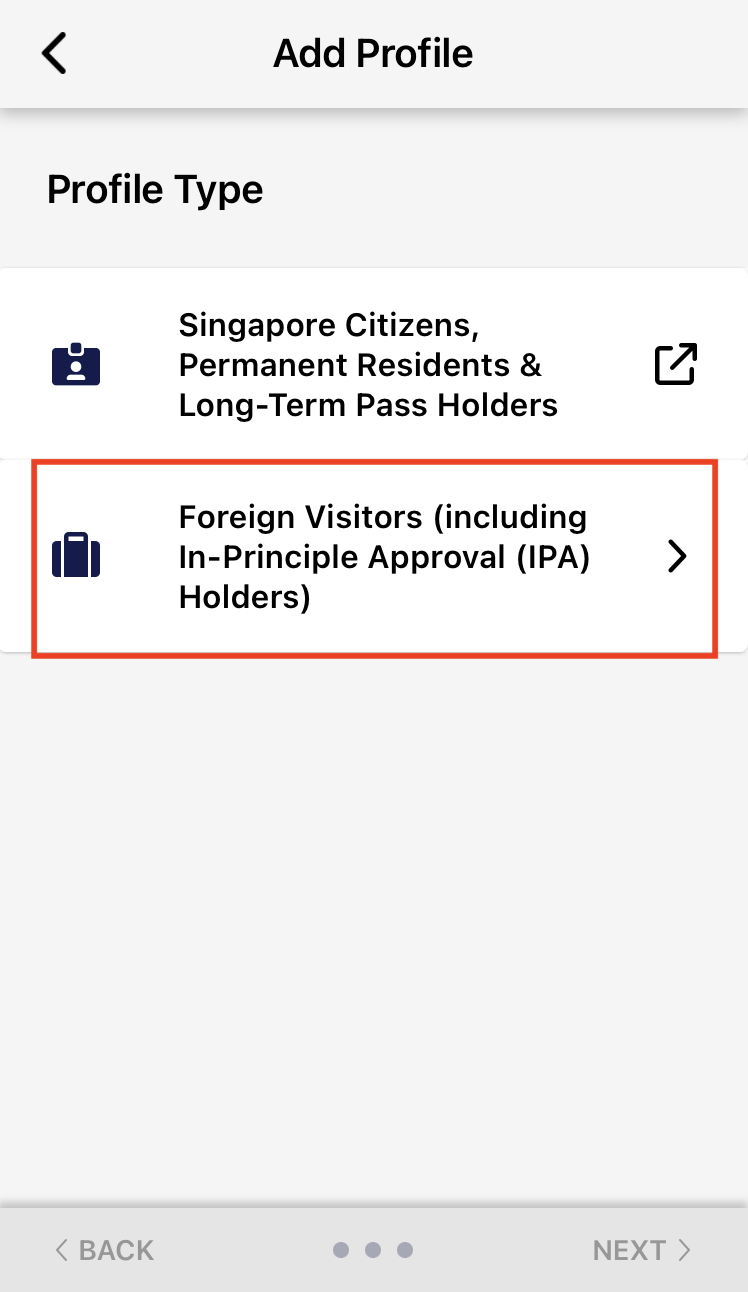 Add Profile
Profile Type
Singapore Citizens,
Permanent Residents &
Long-Term Pass Holders
Foreign Visitors (including
In-Principle Approval (IPA)
Holders)
BACK
NEXT